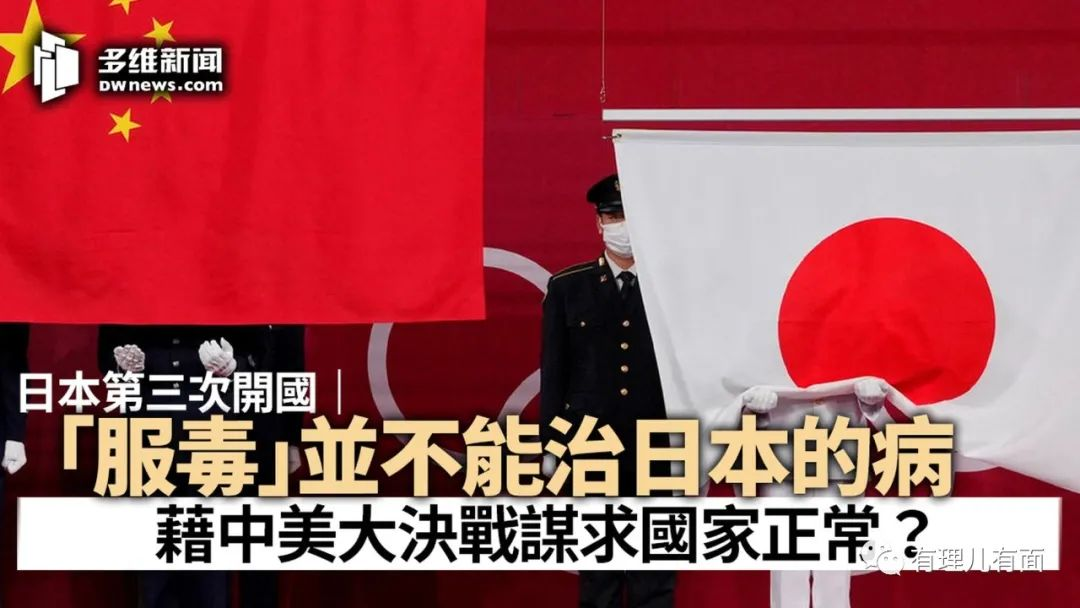 多维新闻
DWNEWS.COM
日本第三次開國｜
「服毒」並不能治日本的病
藉中美大決戰謀求國家正常？
有理儿有面